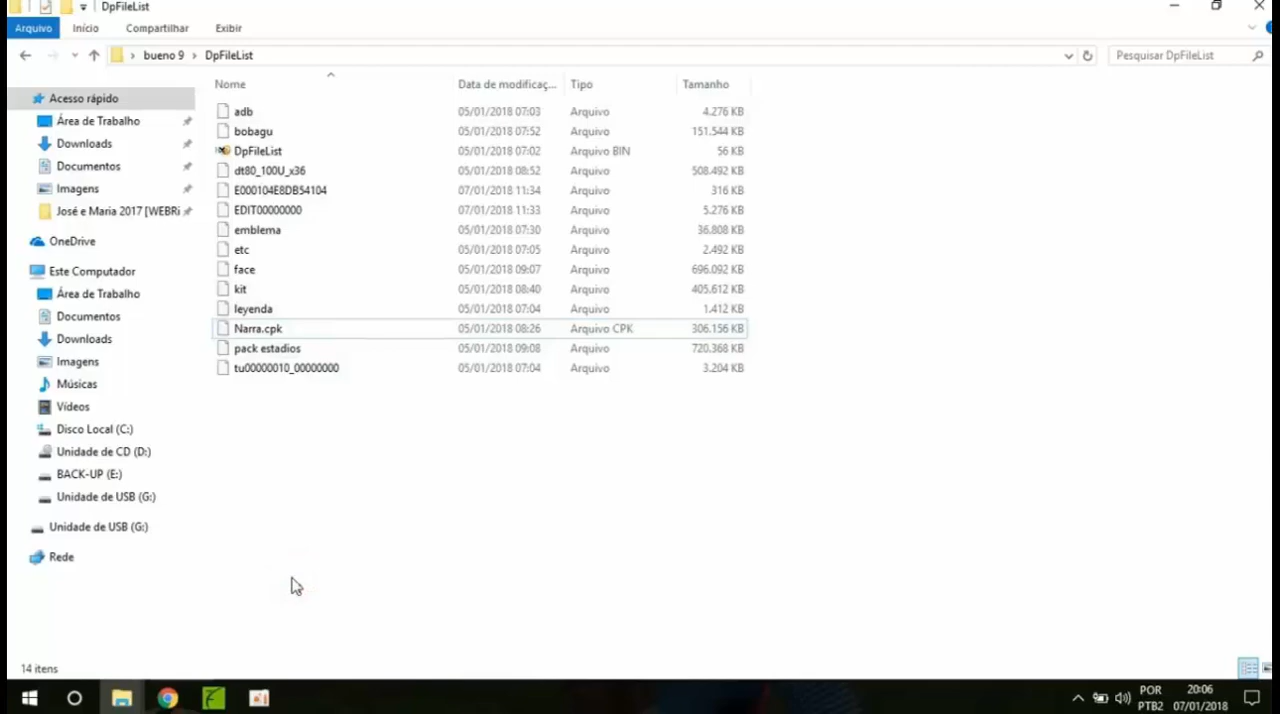 DpFileList
Arquivo Início Compartilhar Exibir
bueno 9 › DpFileList Pesquisar DpFileList
Nome Data de modificaç... Tipo Tamanho
Acesso rápido
Área de Trabalho
Downloads
Documentos
Imagens
José e Maria 2017 [WEBRi
OneDrive
Este Computador
Área de Trabalho
Documentos
Downloads
Imagens
Músicas
Vídeos
Disco Local (C:)
Unidade de CD (D:)
BACK-UP (E:)
Unidade de USB (G:)
Unidade de USB (G:)
Rede
adb 05/01/2018 07:03 Arquivo 4.276 KB
bobagu 05/01/2018 07:52 Arquivo 151.544 KB
DpFileList 05/01/2018 07:02 Arquivo BIN 56 KB
dt80_100U_x36 05/01/2018 08:52 Arquivo 508.492 KB
E000104E8DB54104 07/01/2018 11:34 Arquivo 316 KB
EDIT00000000 07/01/2018 11:33 Arquivo 5.276 KB
emblema 05/01/2018 07:30 Arquivo 36.808 KB
etc 05/01/2018 07:05 Arquivo 2.492 KB
face 05/01/2018 09:07 Arquivo 696.092 KB
kit 05/01/2018 08:40 Arquivo 405.612 KB
leyenda 05/01/2018 07:04 Arquivo 1.412 KB
Narra.cpk 05/01/2018 08:26 Arquivo CPK 306.156 KB
pack estadios 05/01/2018 09:08 Arquivo 720.368 KB
tu00000010_00000000 05/01/2018 07:04 Arquivo 3.204 KB
14 itens
POR 20:06
PTB2 07/01/2018